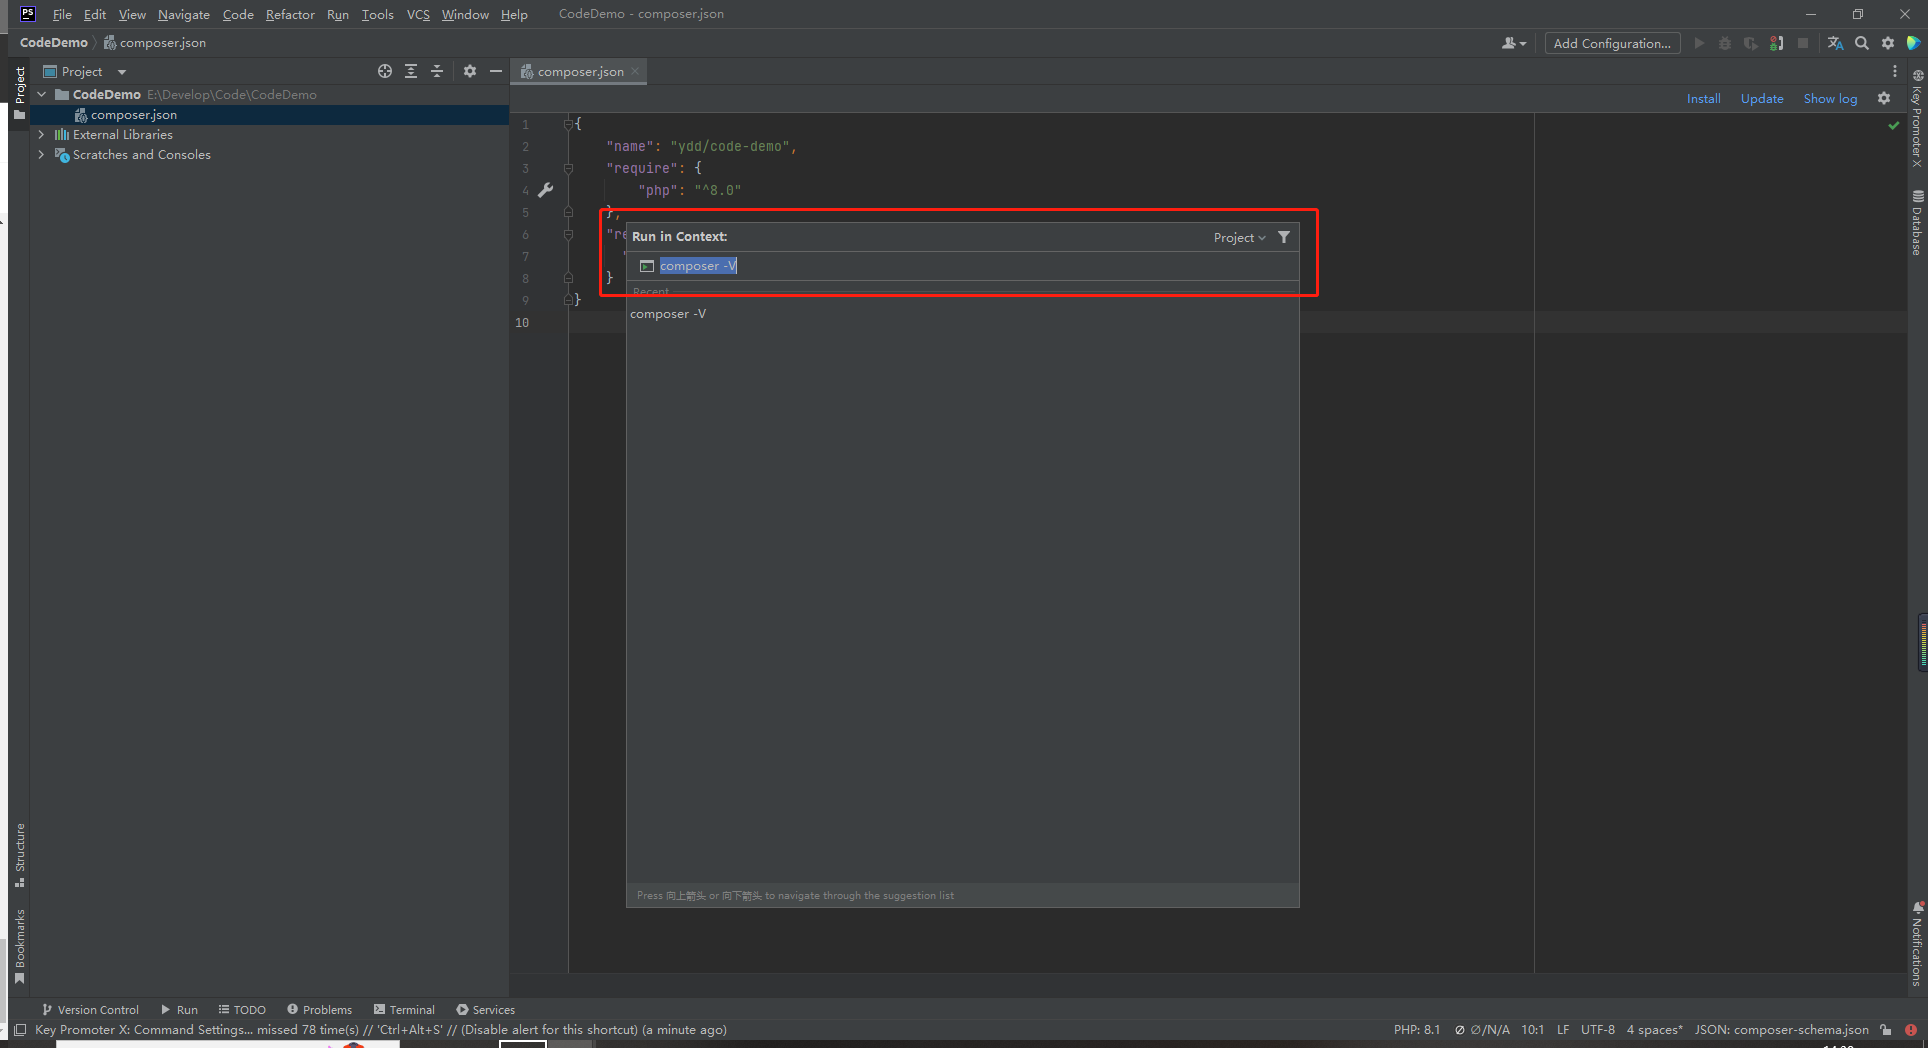 PS File Edit View Navigate Code Refactor Run Tools VCS Window Help CodeDemo - composer.json
CodeDemo composer.json Add Configuration...
Project composer.json
CodeDemo E:\Develop\Code\CodeDemo
composer.json
External Libraries
Scratches and Consoles
Install Update Show log
1 {
2 "name": "ydd/code-demo",
3 "require": {
4 "php": "^8.0"
5 },
6 "re
7 "
8 }
9 }
10
Run in Context: Project
composer -V
Recent
composer -V
Press 向上箭头 or 向下箭头 to navigate through the suggestion list
Project
Structure
Bookmarks
Key Promoter X
Database
Notifications
Version Control Run TODO Problems Terminal Services
Key Promoter X: Command Settings... missed 78 time(s) // 'Ctrl+Alt+S' // (Disable alert for this shortcut) (a minute ago) PHP: 8.1 ∅/N/A 10:1 LF UTF-8 4 spaces* JSON: composer-schema.json